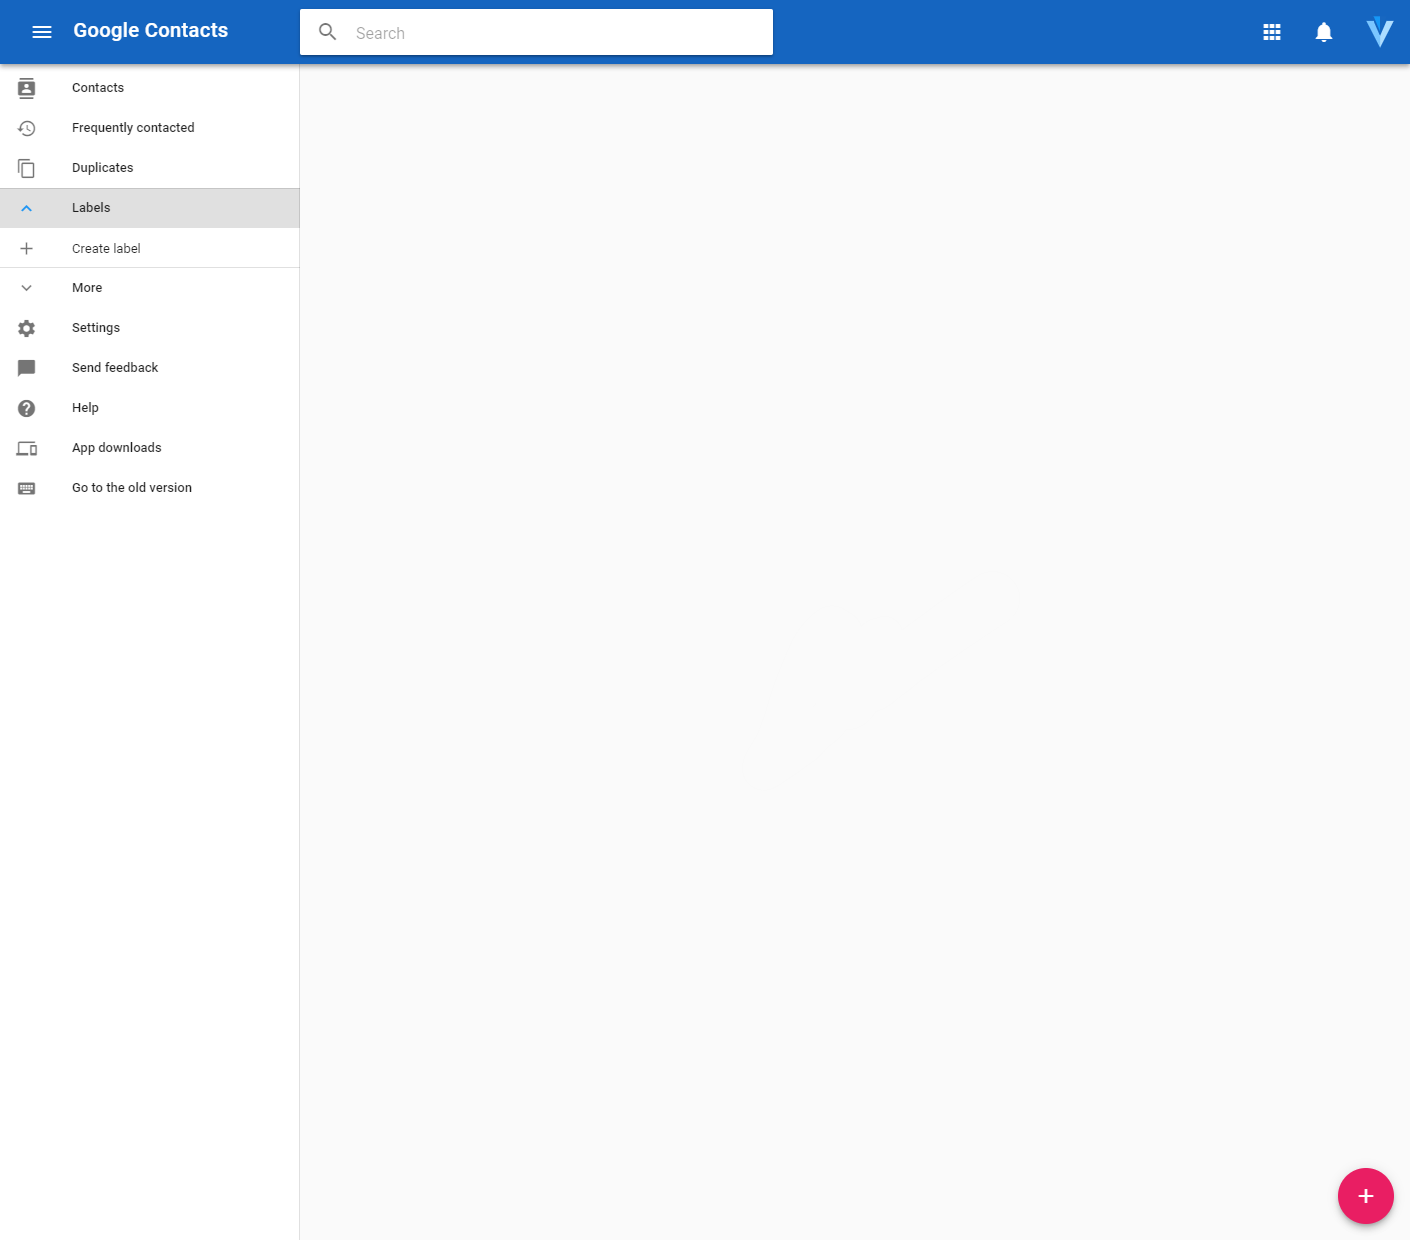 Google Contacts
Search
Contacts
Frequently contacted
Duplicates
Labels
Create label
More
Settings
Send feedback
Help
App downloads
Go to the old version